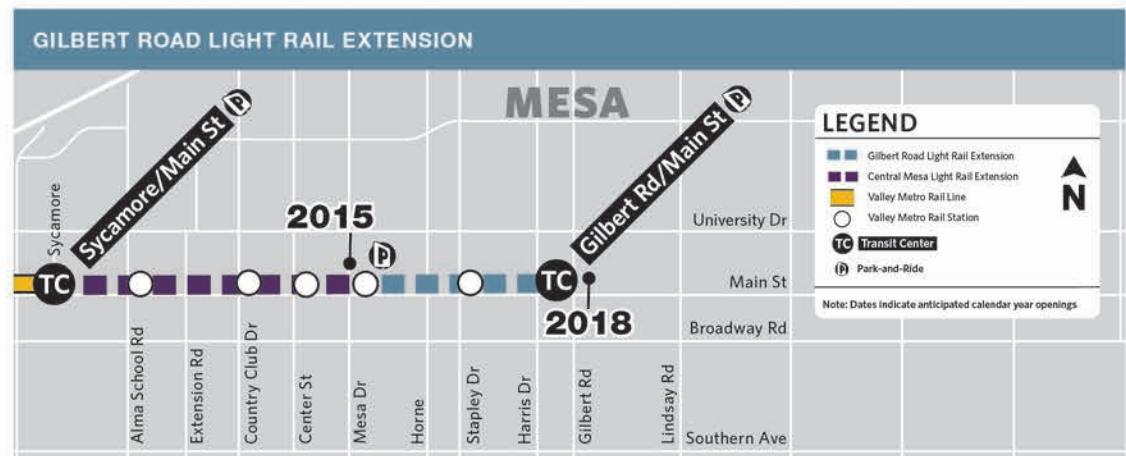 GILBERT ROAD LIGHT RAIL EXTENSION
MESA
Sycamore
Sycamore/Main St
P
2015
P
Gilbert Rd/Main St
P
University Dr
TC
TC
Main St
2018
Broadway Rd
Alma School Rd
Extension Rd
Country Club Dr
Center St
Mesa Dr
Horne
Stapley Dr
Harris Dr
Gilbert Rd
Lindsay Rd
Southern Ave
LEGEND
Gilbert Road Light Rail Extension
Central Mesa Light Rail Extension
Valley Metro Rail Line
Valley Metro Rail Station
TC Transit Center
P Park-and-Ride
N
Note: Dates indicate anticipated calendar year openings